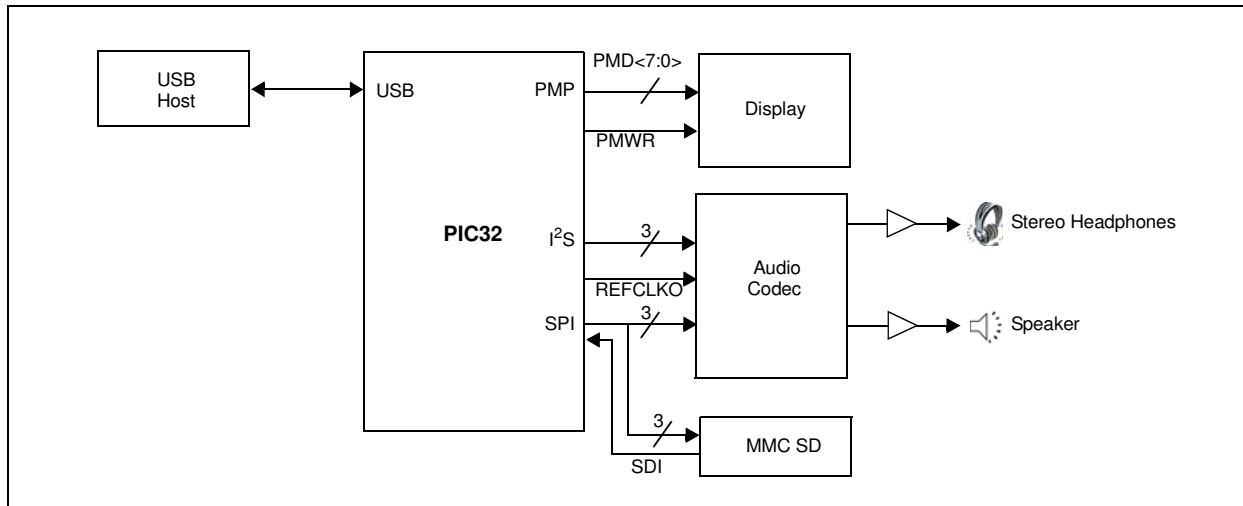 USB
Host
USB
PMP
PMD<7:0>
PMWR
Display
PIC32
I²S
3
REFCLKO
SPI
3
Audio
Codec
Stereo Headphones
Speaker
3
SDI
MMC SD